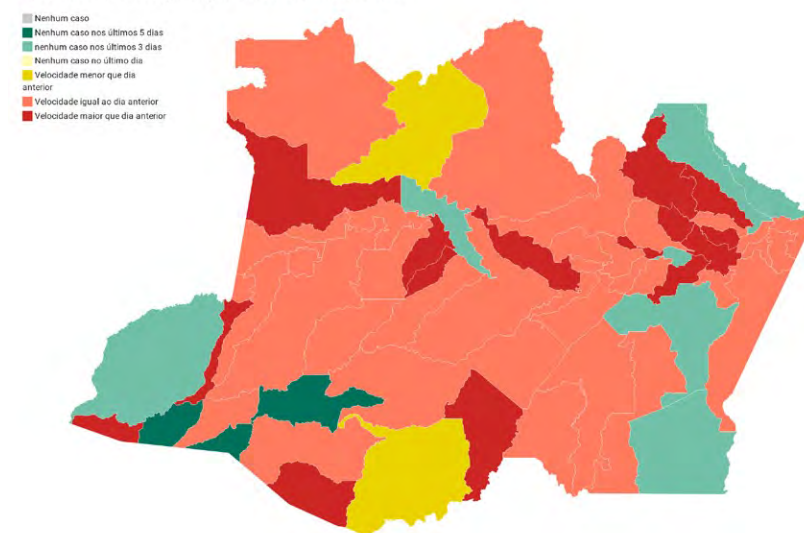 Nenhum caso
Nenhum caso nos últimos 5 dias
nenhum caso nos últimos 3 dias
Nenhum caso no último dia
Velocidade menor que dia
anterior
Velocidade igual ao dia anterior
Velocidade maior que dia anterior